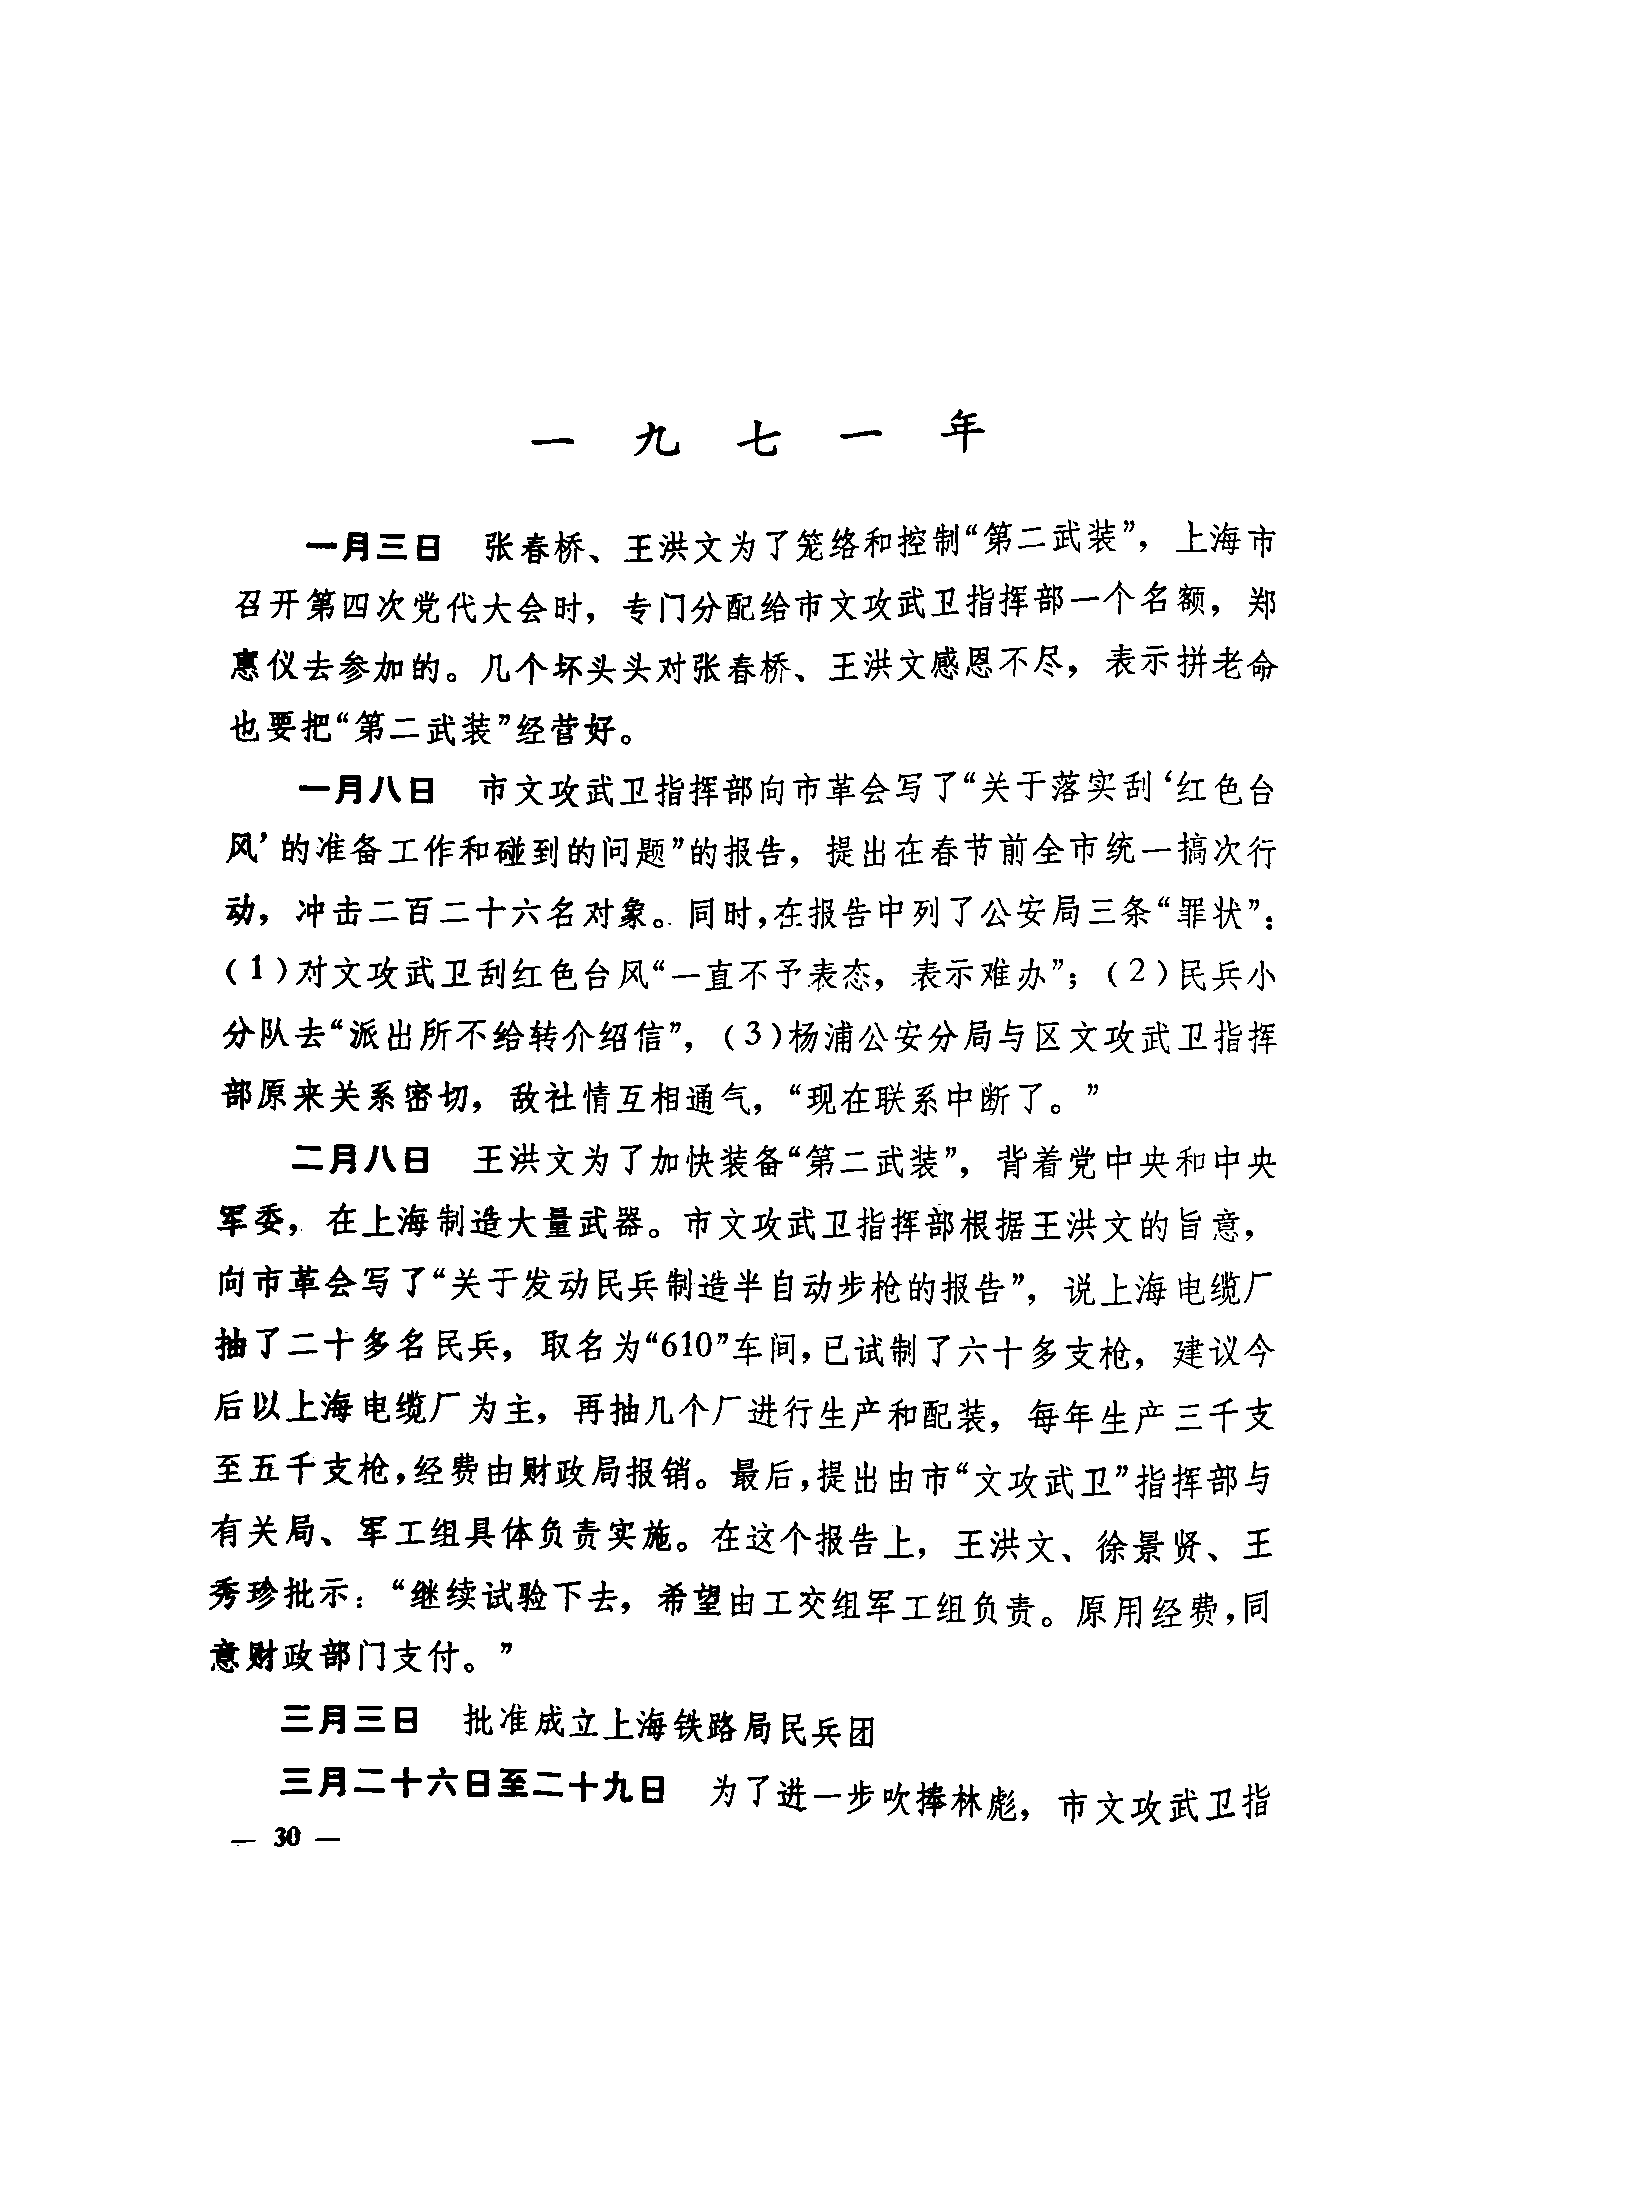 一九七一年
一月三日　张春桥、王洪文为了笼络和控制“第二武装”，上海市
召开第四次党代大会时，专门分配给市文攻武卫指挥部一个名额，郑
惠仪去参加的。几个坏头头对张春桥、王洪文感恩不尽，表示拼老命
也要把“第二武装”经营好。
一月八日　市文攻武卫指挥部向市革会写了“关于落实刮‘红色台
风’的准备工作和碰到的问题”的报告，提出在春节前全市统一搞次行
动，冲击二百二十六名对象。同时，在报告中列了公安局三条“罪状”：
(1)对文攻武卫刮红色台风“一直不予表态，表示难办”；(2)民兵小
分队去“派出所不给转介绍信”，(3)杨浦公安分局与区文攻武卫指挥
部原来关系密切，敌社情互相通气，“现在联系中断了。”
二月八日　王洪文为了加快装备“第二武装”，背着党中央和中央
军委，在上海制造大量武器。市文攻武卫指挥部根据王洪文的旨意，
向市革会写了“关于发动民兵制造半自动步枪的报告”，说上海电缆厂
抽了二十多名民兵，取名为“610”车间，已试制了六十多支枪，建议今
后以上海电缆厂为主，再抽几个厂进行生产和配装，每年生产三千支
至五千支枪，经费由财政局报销。最后，提出由市“文攻武卫”指挥部与
有关局、军工组具体负责实施。在这个报告上，王洪文、徐景贤、王
秀珍批示：“继续试验下去，希望由工交组军工组负责。原用经费，同
意财政部门支付。”
三月三日　批准成立上海铁路局民兵团
三月二十六日至二十九日　为了进一步吹捧林彪，市文攻武卫指
— 30 —